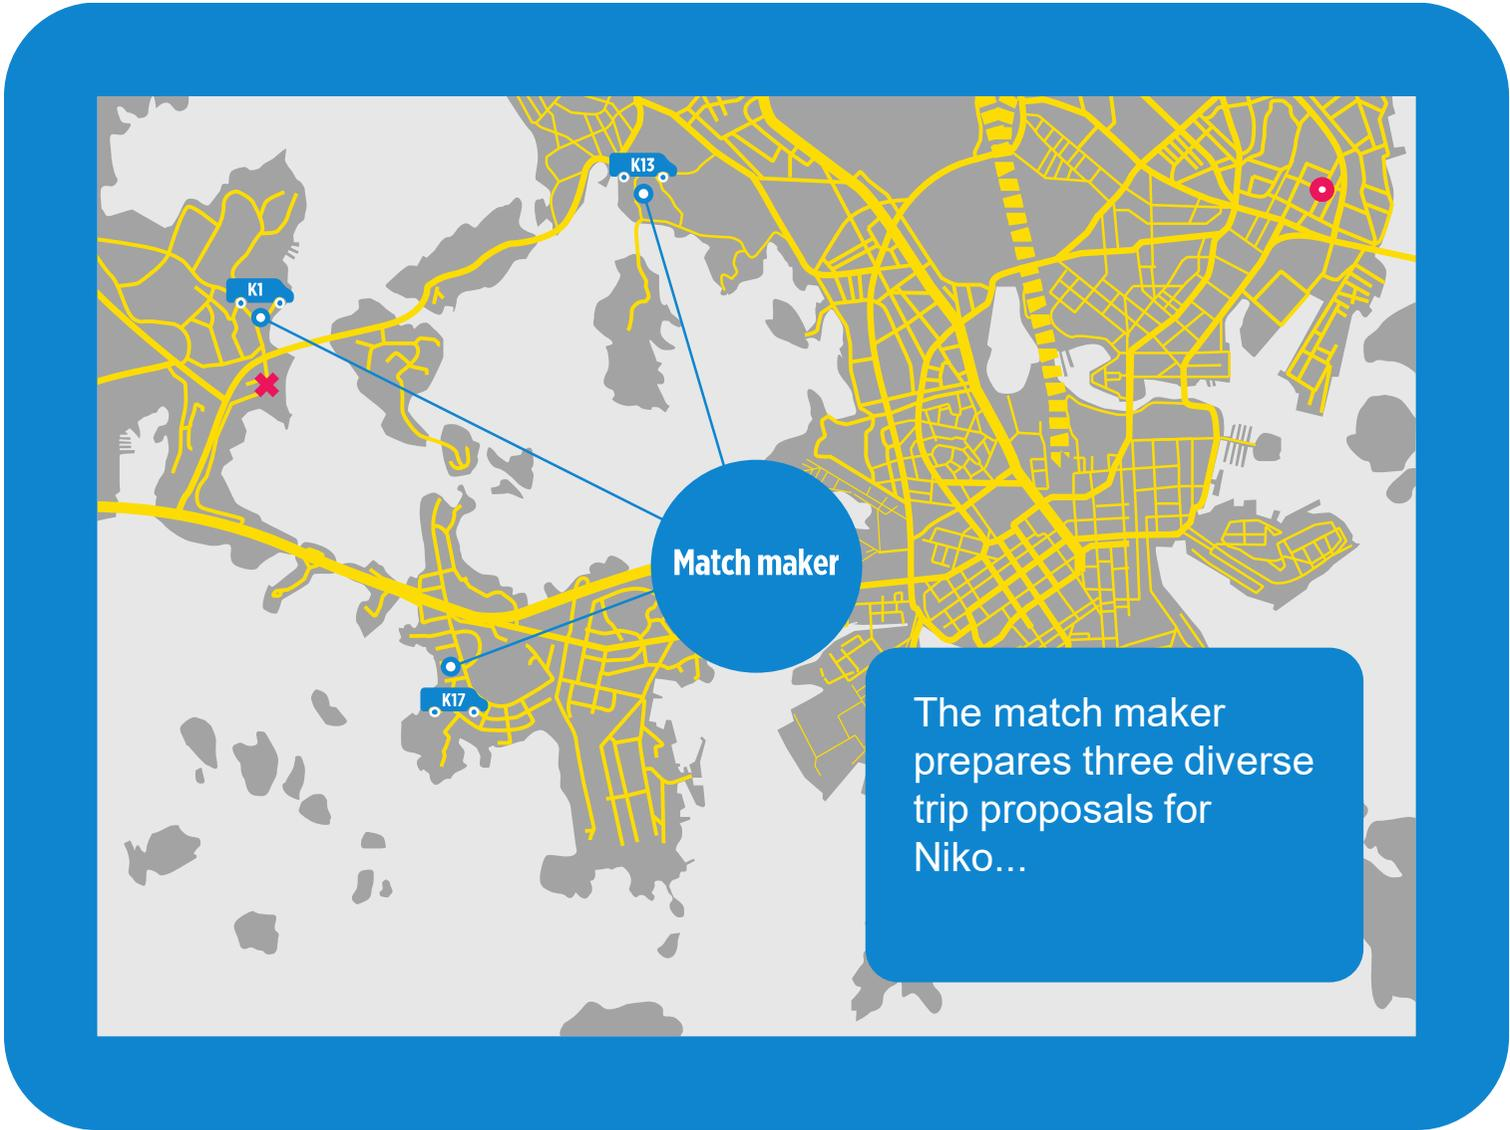 K13
K1
Match maker
K17
The match maker
prepares three diverse
trip proposals for
Niko...